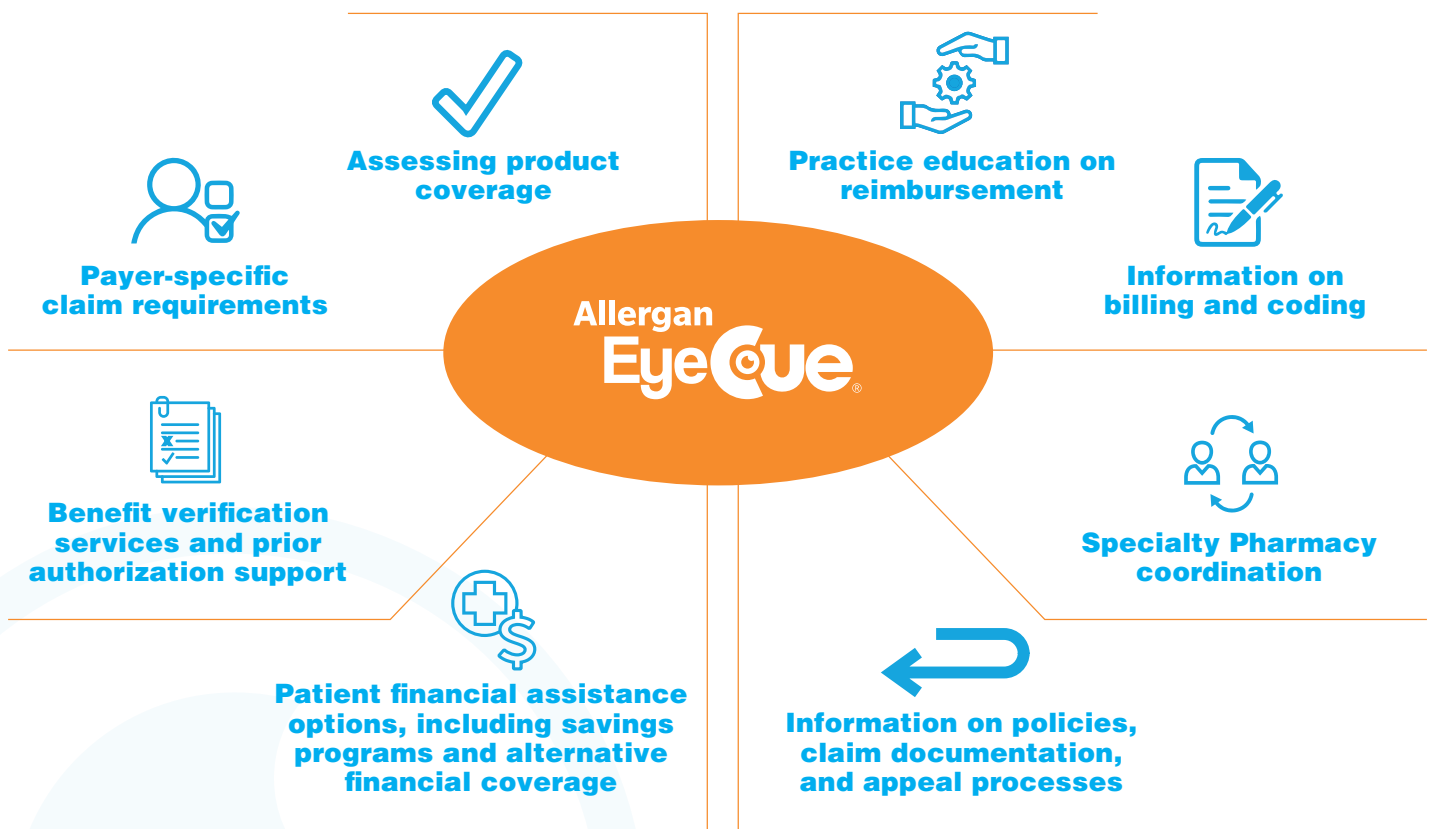 Assessing product
coverage
Practice education on
reimbursement
Payer-specific
claim requirements
Information on
billing and coding
Allergan
EyeCue®
Benefit verification
services and prior
authorization support
Specialty Pharmacy
coordination
Patient financial assistance
options, including savings
programs and alternative
financial coverage
Information on policies,
claim documentation,
and appeal processes